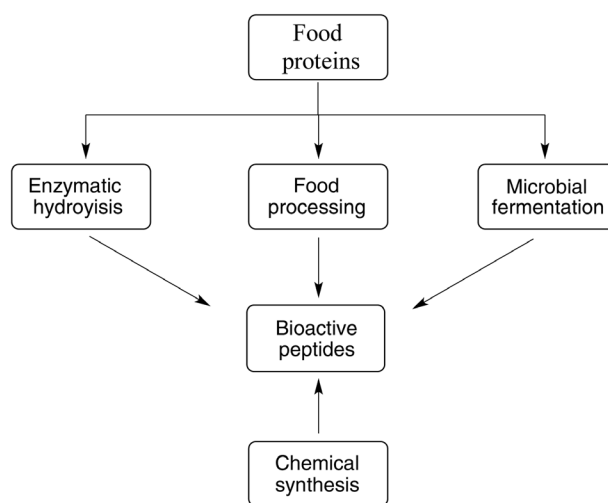 Food
proteins
Enzymatic
hydroyisis
Food
processing
Microbial
fermentation
Bioactive
peptides
Chemical
synthesis